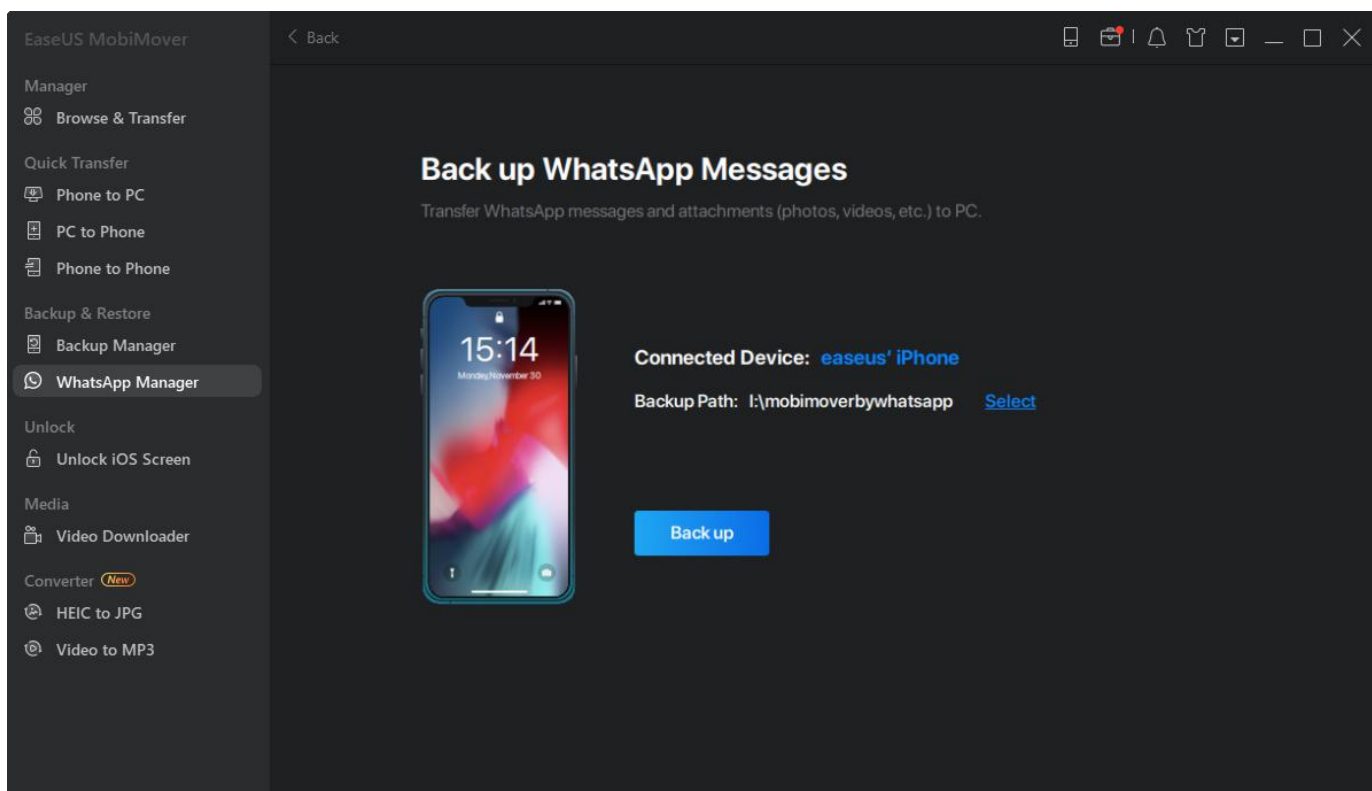 EaseUS MobiMover
Back
Manager
Browse & Transfer
Quick Transfer
Phone to PC
PC to Phone
Phone to Phone
Backup & Restore
Backup Manager
WhatsApp Manager
Unlock
Unlock iOS Screen
Media
Video Downloader
Converter New
HEIC to JPG
Video to MP3
Back up WhatsApp Messages
Transfer WhatsApp messages and attachments (photos, videos, etc.) to PC.
15:14
Monday,November 30
Connected Device: easeus' iPhone
Backup Path: I:\mobimoverbywhatsapp Select
Back up